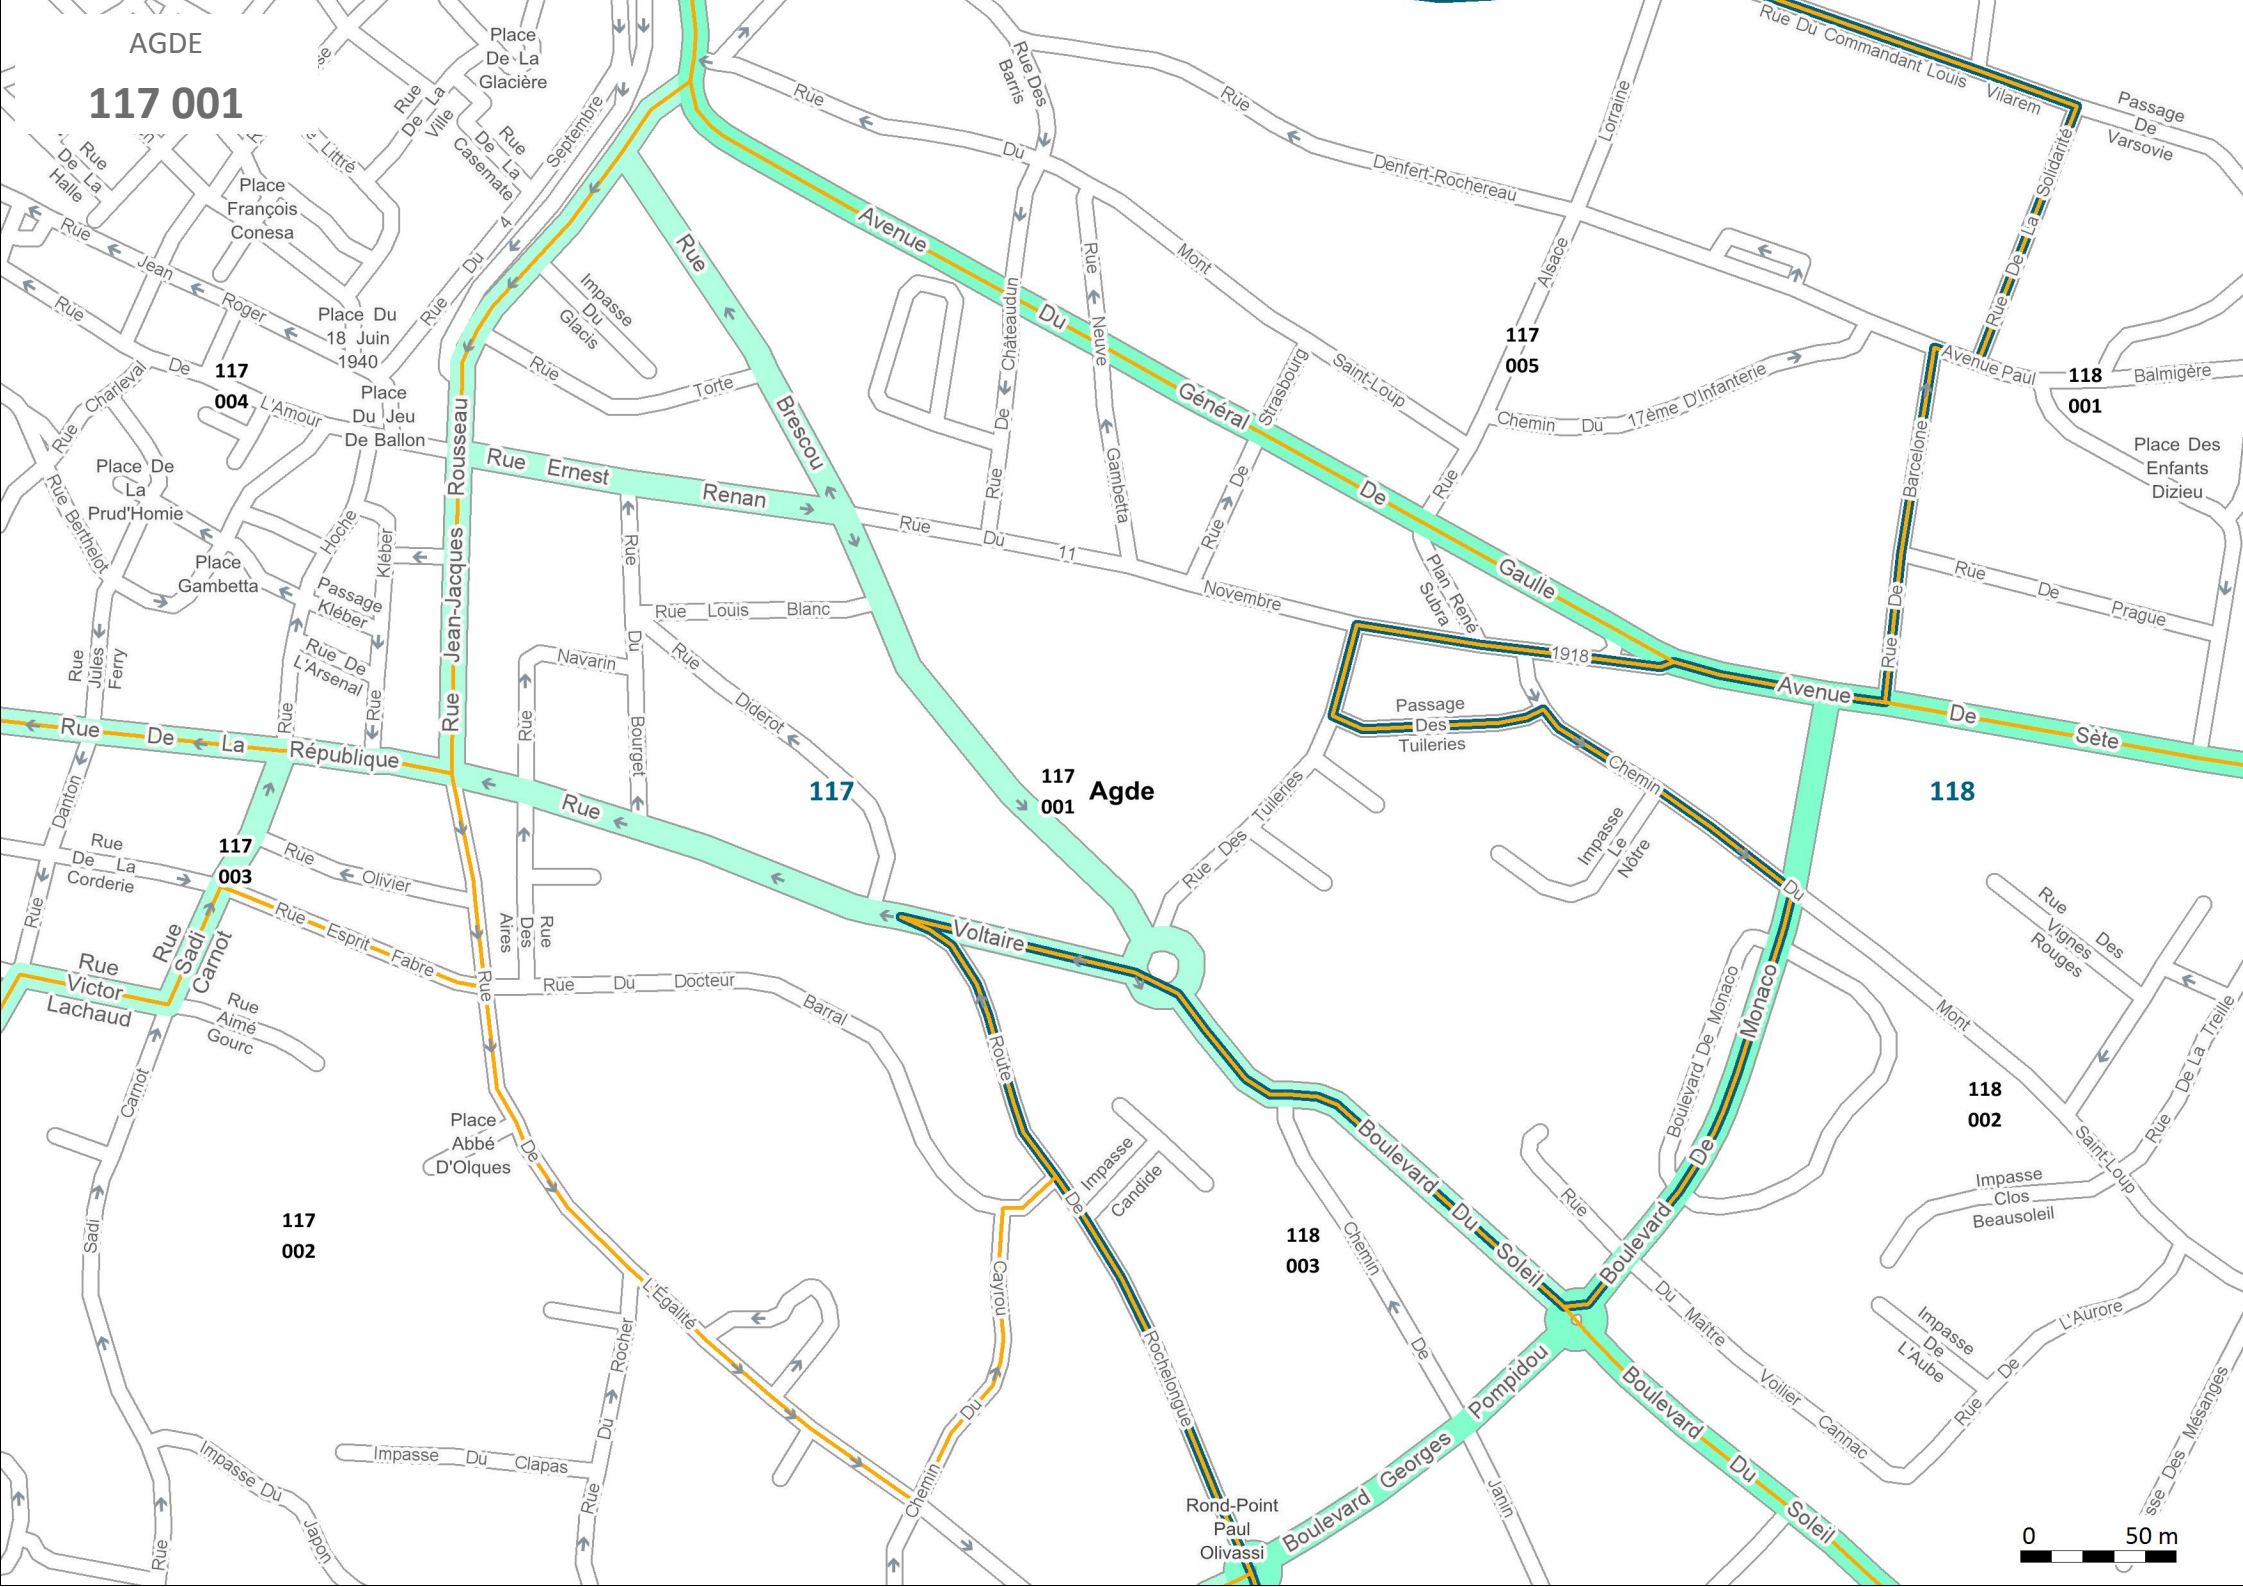 AGDE
117 001
Place
De La
Glacière
Rue
De La
Ville
Rue
De La
Casemate
Septembre
4
Du
Rue
Rue
De La
Halle
Littré
Place
François
Conesa
Rue
Jean
Roger
Place Du
18 Juin
1940
Rue
De
L'Amour
117
004
Charleval
Rue
Place
Du Jeu
De Ballon
Place De
La
Prud'Homie
Rue Berthelot
Place
Gambetta
Hoche
Kléber
Passage
Kléber
Rue De
L'Arsenal
Rue
Rue
Rue
Jules
Ferry
Rue De La République
Rue Jean-Jacques Rousseau
Impasse
Du
Glacis
Rue Torte
Rue Brescou
Rue Ernest Renan
Rue Du Bourget
Rue Louis Blanc
Rue Navarin
Rue Diderot
Rue Des
Barris
Rue Du Mont Saint-Loup
Rue Denfert-Rochereau
Avenue Du Général De Gaulle
Rue De Châteaudun
Rue Neuve Gambetta
Rue De Strasbourg
Rue Alsace Lorraine
117
005
Chemin Du 17ème D'Infanterie
Rue Du 11 Novembre 1918
Plan René
Subra
Rue Du Commandant Louis Vilarem
Passage
De
Varsovie
Rue De La Solidarité
Avenue Paul Balmigère
118
001
Place Des
Enfants
Dizieu
Rue De Barcelone
Rue De Prague
Avenue De Sète
Passage
Des
Tuileries
Rue Des Tuileries
Impasse
Le
Nôtre
Chemin Du Mont Saint-Loup
117
117
001
Agde
118
Danton
Rue
Rue
De La
Corderie
117
003
Rue Olivier
Rue Esprit Fabre
Rue
Sadi
Carnot
Rue
Victor
Lachaud
Rue
Aimé
Gourc
Rue
Des
Aires
Rue Voltaire
Rue Du Docteur Barral
Rue De L'Égalité
Place
Abbé
D'Olques
Rue Sadi Carnot
117
002
Impasse Du Japon
Impasse Du Clapas
Rue Du Rocher
Chemin Du Cayrou
Route De Rochelongue
Impasse
Candide
118
003
Chemin De Janin
Boulevard Du Soleil
Boulevard De Monaco
Boulevard De Monaco
Rue Des
Vignes
Rouges
Rue De La Treille
118
002
Impasse
Clos
Beausoleil
Rue Du Maître Voilier Cannac
Impasse
De
L'Aube
Rue De L'Aurore
sse Des Mésanges
Boulevard Georges Pompidou
Rond-Point
Paul
Olivassi
Boulevard Du Soleil
0 50 m